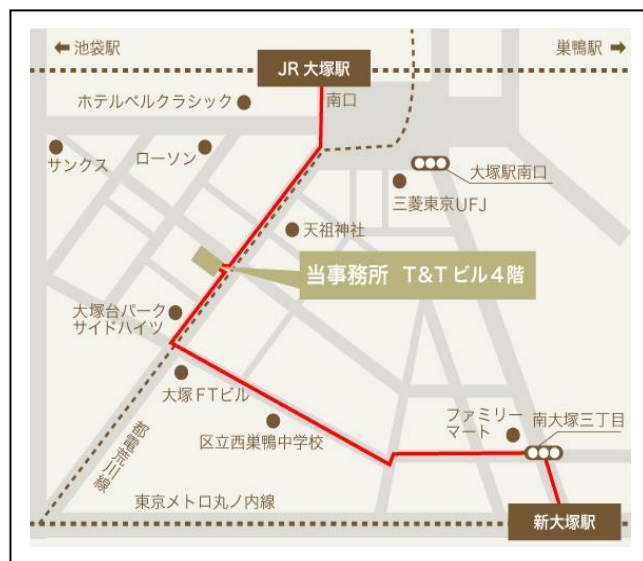 池袋駅
巣鴨駅
JR 大塚駅
南口
ホテルベルクラシック
サンクス
ローソン
大塚駅南口
三菱東京UFJ
天祖神社
当事務所 T&Tビル4階
大塚台パーク
サイドハイツ
大塚FTビル
区立西巣鴨中学校
ファミリー
マート
南大塚三丁目
都電荒川線
東京メトロ丸ノ内線
新大塚駅